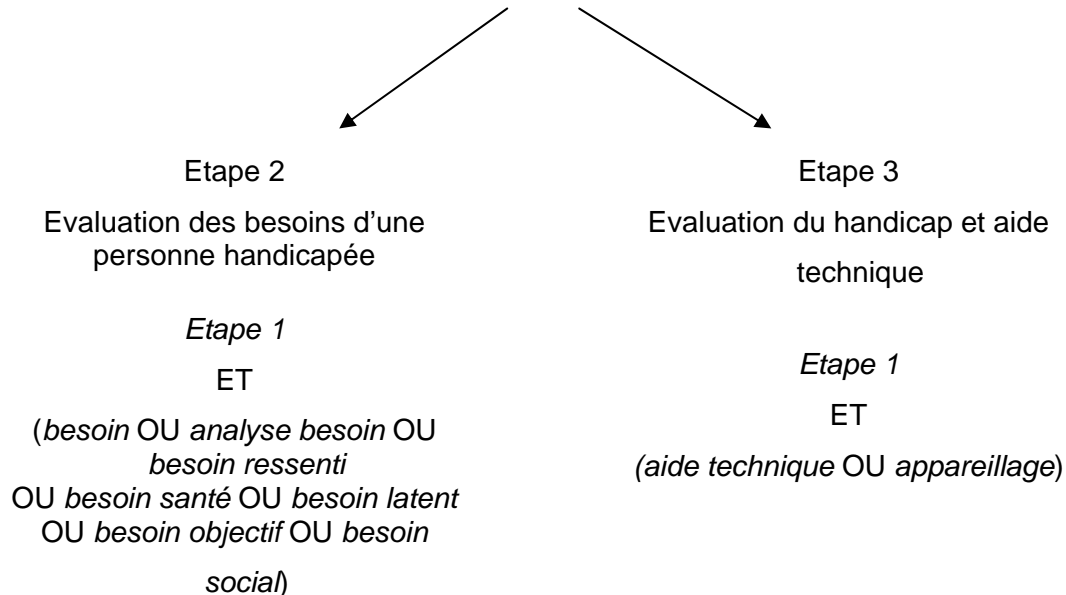 Etape 2
Evaluation des besoins d’une
personne handicapée
Etape 1
ET
(besoin OU analyse besoin OU
besoin ressenti
OU besoin santé OU besoin latent
OU besoin objectif OU besoin
social)
Etape 3
Evaluation du handicap et aide
technique
Etape 1
ET
(aide technique OU appareillage)